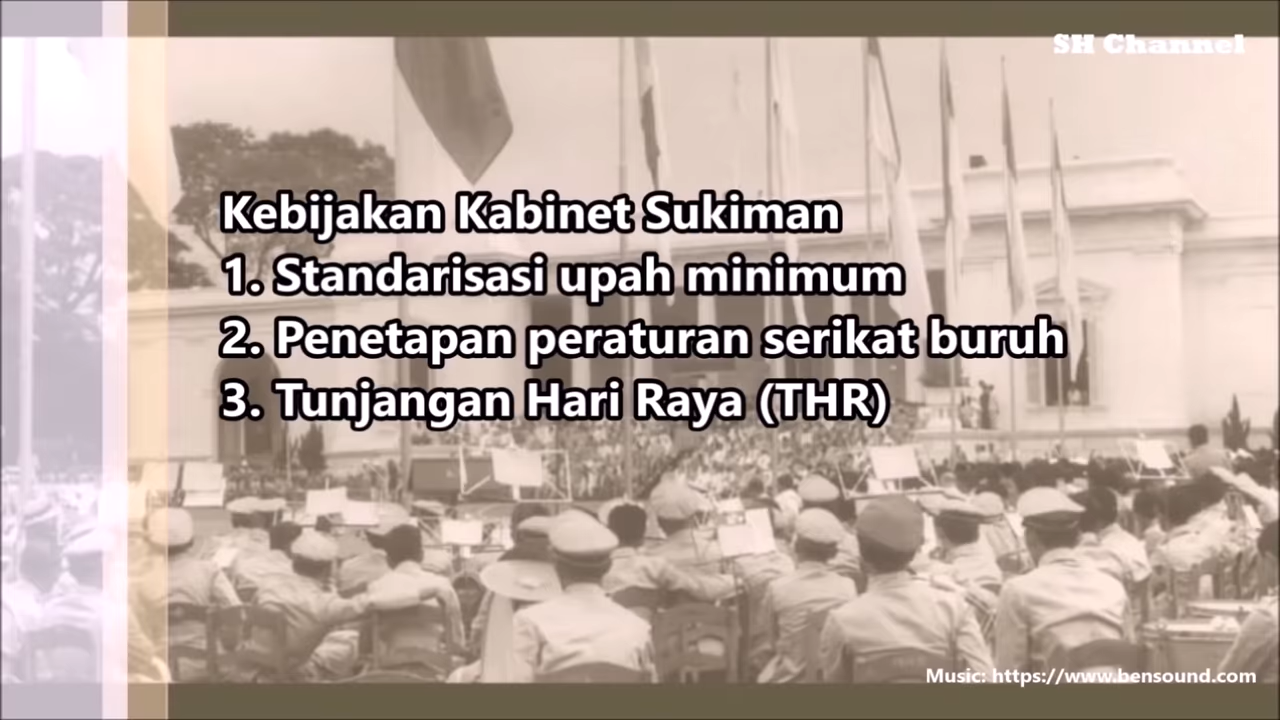 SH Channel
Kebijakan Kabinet Sukiman
1. Standarisasi upah minimum
2. Penetapan peraturan serikat buruh
3. Tunjangan Hari Raya (THR)
Music: https://www.bensound.com